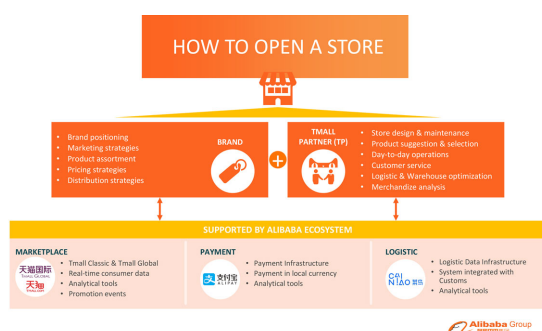 HOW TO OPEN A STORE
• Brand positioning
• Marketing strategies
• Product assortment
• Pricing strategies
• Distribution strategies
BRAND
TMALL
PARTNER (TP)
• Store design & maintenance
• Product suggestion & selection
• Day-to-day operations
• Customer service
• Logistic & Warehouse optimization
• Merchandize analysis
SUPPORTED BY ALIBABA ECOSYSTEM
MARKETPLACE
天猫国际
TMALL GLOBAL
天猫
• Tmall Classic & Tmall Global
• Real-time consumer data
• Analytical tools
• Promotion events
PAYMENT
支付宝
ALIPAY
• Payment Infrastructure
• Payment in local currency
• Analytical tools
LOGISTIC
CAI
NIAO 菜鸟
• Logistic Data Infrastructure
• System integrated with
Customs
• Analytical tools
Alibaba Group